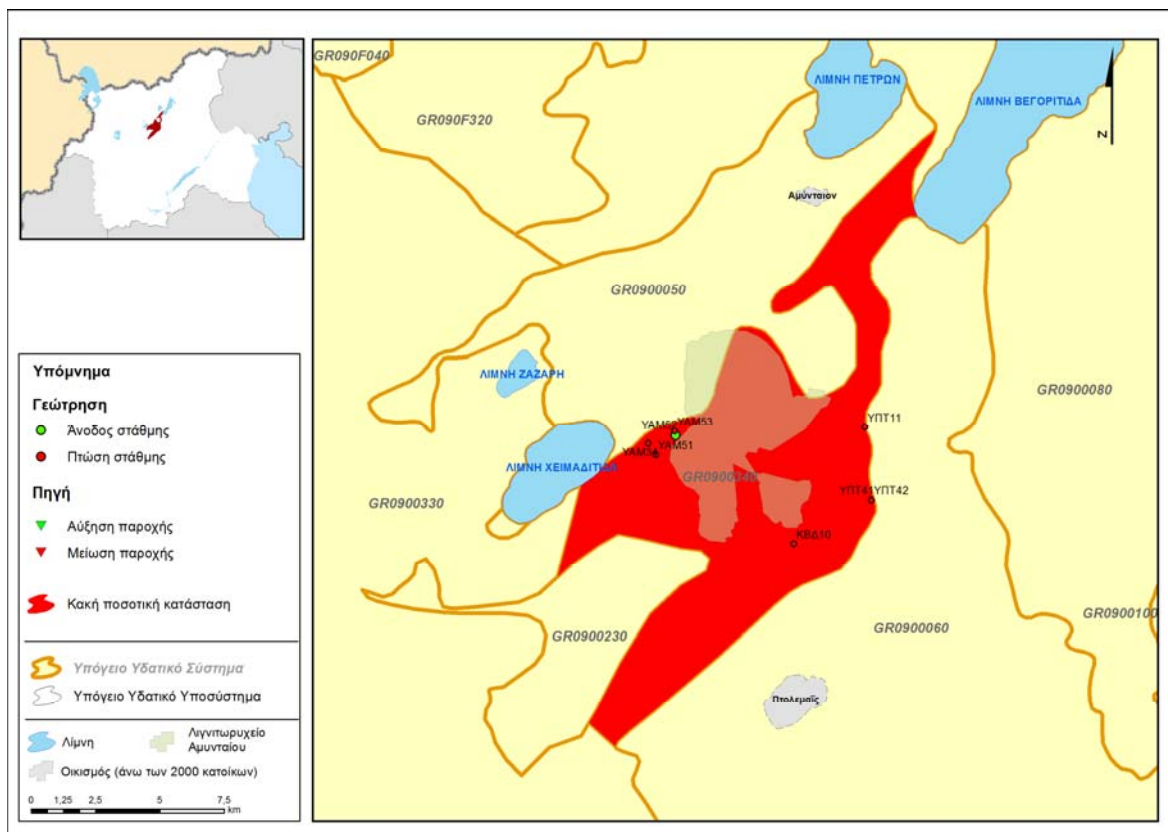 Υπόμνημα
Γεώτρηση
Άνοδος στάθμης
Πτώση στάθμης
Πηγή
Αύξηση παροχής
Μείωση παροχής
Κακή ποσοτική κατάσταση
Υπόγειο Υδατικό Σύστημα
Υπόγειο Υδατικό Υποσύστημα
Λίμνη
Λιγνιτωρυχείο
Αμυνταίου
Οικισμός (άνω των 2000 κατοίκων)
0 1,25 2,5 5 7,5
km
GR090F040
GR090F320
ΛΙΜΝΗ ΠΕΤΡΩΝ
ΛΙΜΝΗ ΒΕΓΟΡΙΤΙΔΑ
N
Αμύνταιον
GR0900050
ΛΙΜΝΗ ΖΑΖΑΡΗ
GR0900080
ΥΑΜ53
ΥΠΤ11
ΥΑΜ51
ΛΙΜΝΗ ΧΕΙΜΑΔΙΤΙΔΑ
GR0900330
ΥΠΤ41
ΥΠΤ42
ΚΒΔ10
GR0900230
GR0900060
GR0900100
Πτολεμαΐς